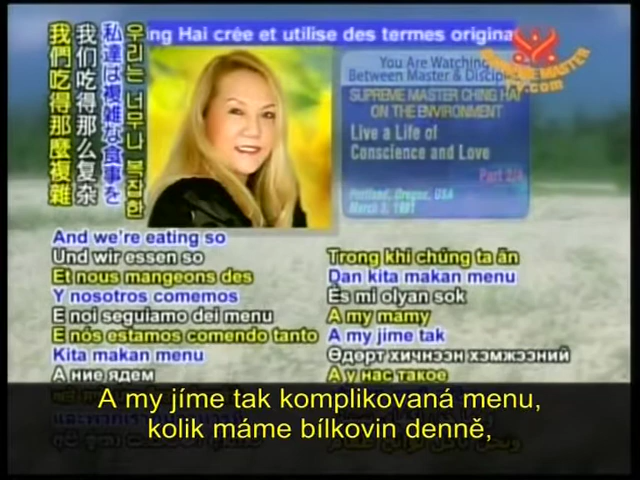 ing Hai crée et utilise des termes origina
우리는 너무나 복잡한
私達は複雑な食事を
我们吃得那么复杂
我們吃得那麼複雜
You Are Watching
Between Master & Discip
SUPREME MASTER CHING HAI
ON THE ENVIRONMENT
Live a Life of
Conscience and Love
Part 2/4
Portland, Oregon, USA
And we're eating so
Und wir essen so
Et nous mangeons des
Y nosotros comemos
E noi seguiamo dei menu
E nós estamos comendo tanto
Kita makan menu
А ние ядем
Trong khi chúng ta ăn
Dan kita makan menu
És mi olyan sok
A my mamy
A my jime tak
Өдөрт хичнээн хэмжээний
А у нас такое
A my jíme tak komplikovaná menu,
kolik máme bílkovin denně,